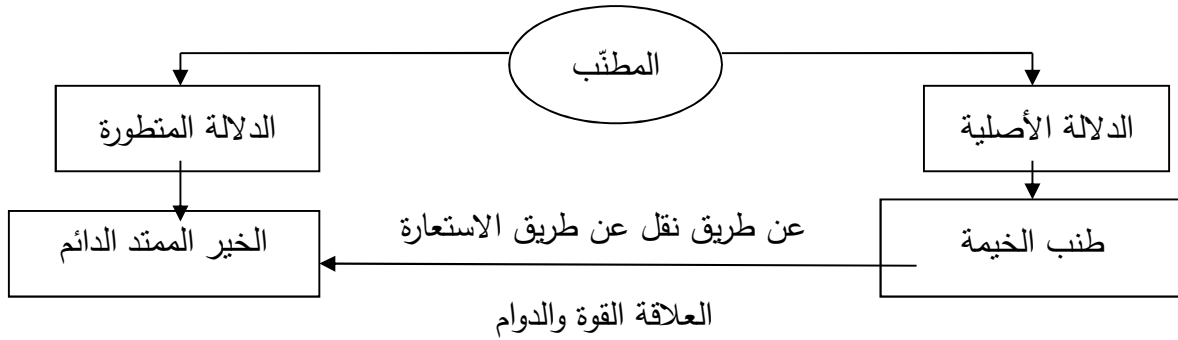 المطنّب
الدلالة الأصلية
الدلالة المتطورة
طنب الخيمة
عن طريق نقل عن طريق الاستعارة
الخير الممتد الدائم
العلاقة القوة والدوام